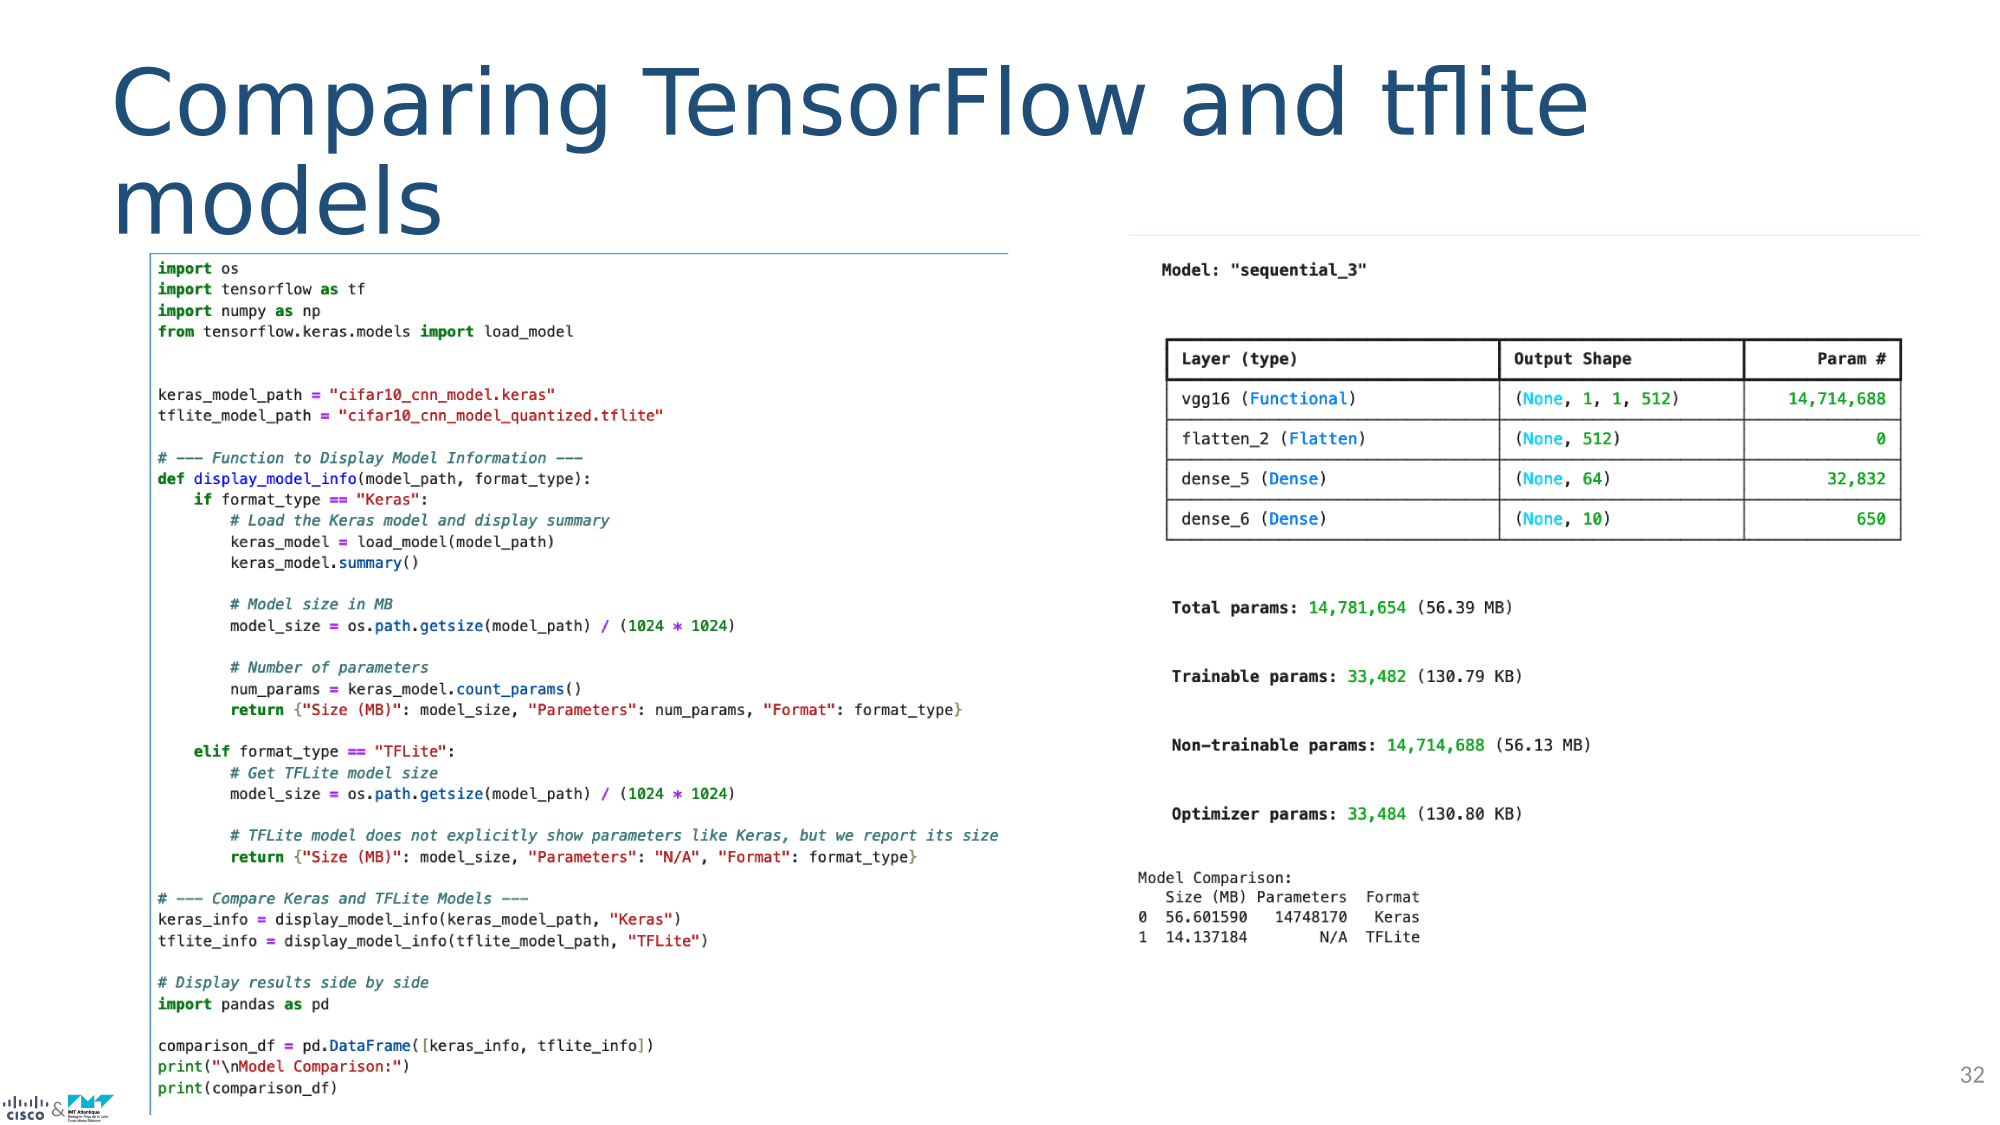 Comparing TensorFlow and tflite
models
import os
import tensorflow as tf
import numpy as np
from tensorflow.keras.models import load_model
keras_model_path = "cifar10_cnn_model.keras"
tflite_model_path = "cifar10_cnn_model_quantized.tflite"
# --- Function to Display Model Information ---
def display_model_info(model_path, format_type):
    if format_type == "Keras":
        # Load the Keras model and display summary
        keras_model = load_model(model_path)
        keras_model.summary()
        # Model size in MB
        model_size = os.path.getsize(model_path) / (1024 * 1024)
        # Number of parameters
        num_params = keras_model.count_params()
        return {"Size (MB)": model_size, "Parameters": num_params, "Format": format_type}
    elif format_type == "TFLite":
        # Get TFLite model size
        model_size = os.path.getsize(model_path) / (1024 * 1024)
        # TFLite model does not explicitly show parameters like Keras, but we report its size
        return {"Size (MB)": model_size, "Parameters": "N/A", "Format": format_type}
# --- Compare Keras and TFLite Models ---
keras_info = display_model_info(keras_model_path, "Keras")
tflite_info = display_model_info(tflite_model_path, "TFLite")
# Display results side by side
import pandas as pd
comparison_df = pd.DataFrame([keras_info, tflite_info])
print("\nModel Comparison:")
print(comparison_df)
Model: "sequential_3"
Layer (type) Output Shape Param #
vgg16 (Functional) (None, 1, 1, 512) 14,714,688
flatten_2 (Flatten) (None, 512) 0
dense_5 (Dense) (None, 64) 32,832
dense_6 (Dense) (None, 10) 650
Total params: 14,781,654 (56.39 MB)
Trainable params: 33,482 (130.79 KB)
Non-trainable params: 14,714,688 (56.13 MB)
Optimizer params: 33,484 (130.80 KB)
Model Comparison:
Size (MB) Parameters Format
0 56.601590 14748170 Keras
1 14.137184 N/A TFLite
32
CISCO & IMT Atlantique